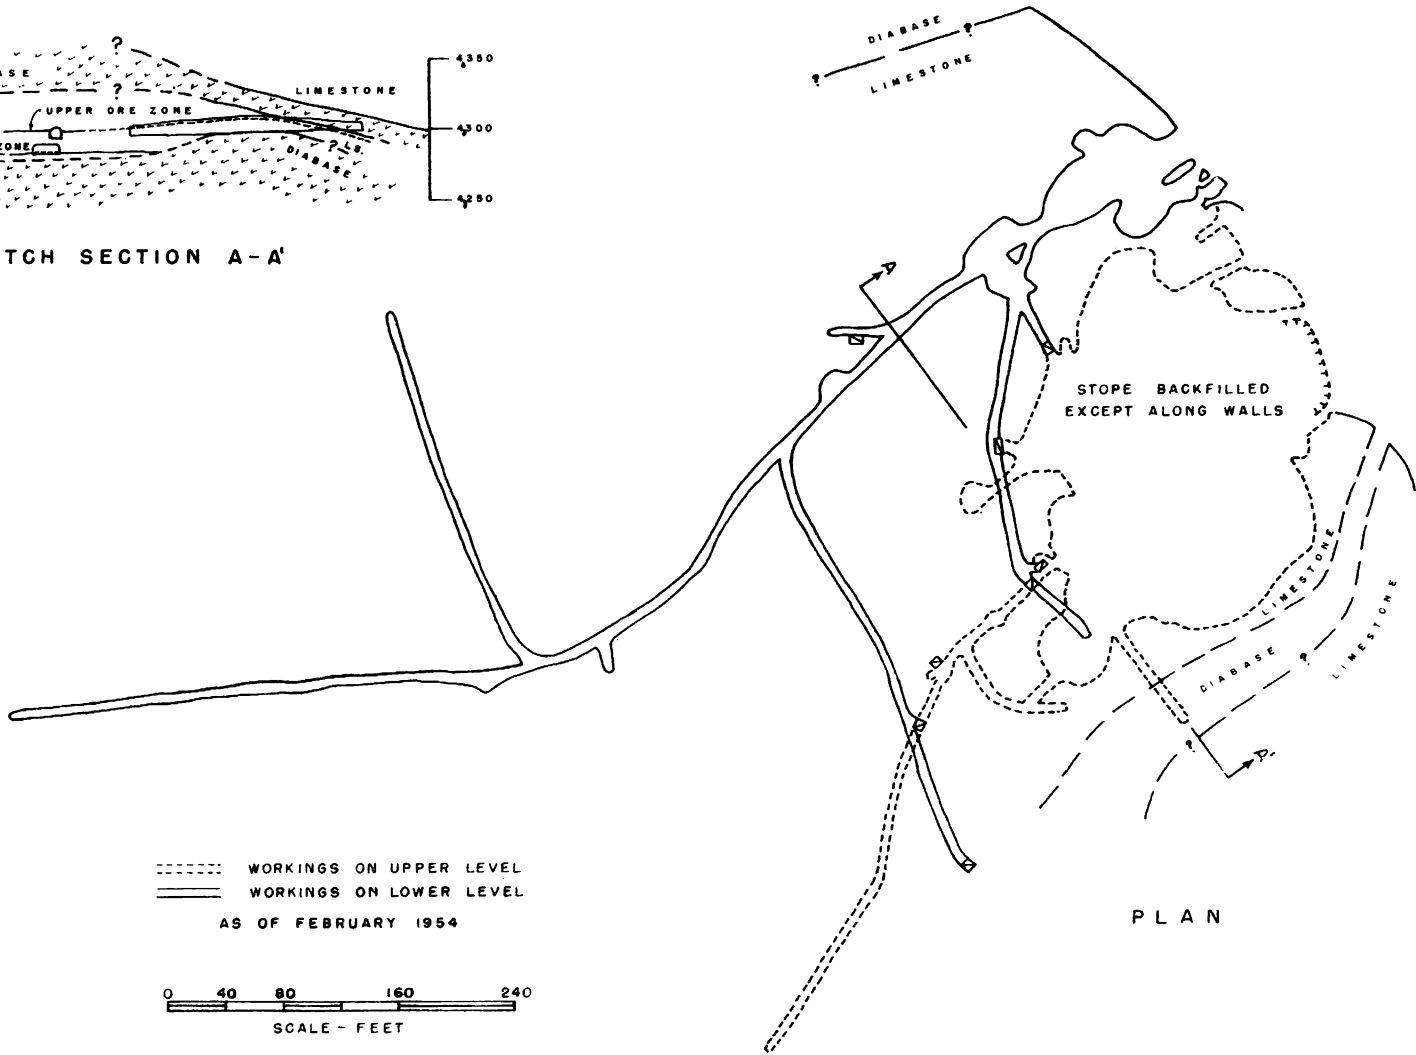 ?
ASE
?
LIMESTONE
UPPER ORE ZONE
ZONE
? LS.
DIABASE
4350
4300
4250
TCH SECTION A-A'
DIABASE
?
?
LIMESTONE
A
STOPE BACKFILLED
EXCEPT ALONG WALLS
LIMESTONE
DIABASE
?
LIMESTONE
?
A'
WORKINGS ON UPPER LEVEL
WORKINGS ON LOWER LEVEL
AS OF FEBRUARY 1954
PLAN
0 40 80 160 240
SCALE - FEET